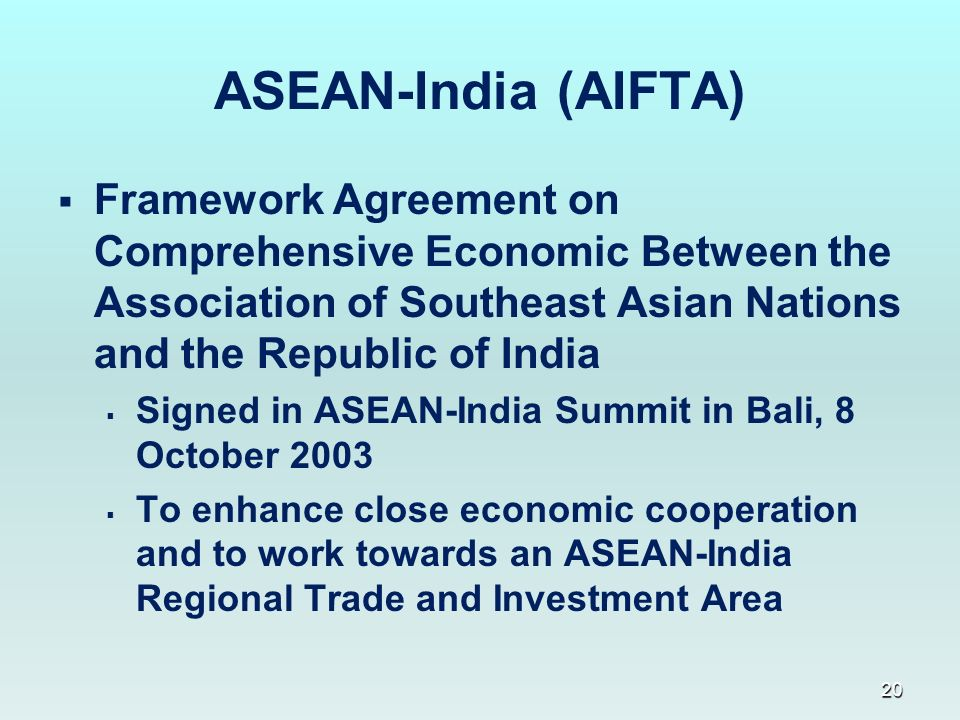 ASEAN-India (AIFTA)
▪ Framework Agreement on
Comprehensive Economic Between the
Association of Southeast Asian Nations
and the Republic of India
▪ Signed in ASEAN-India Summit in Bali, 8
October 2003
▪ To enhance close economic cooperation
and to work towards an ASEAN-India
Regional Trade and Investment Area
20